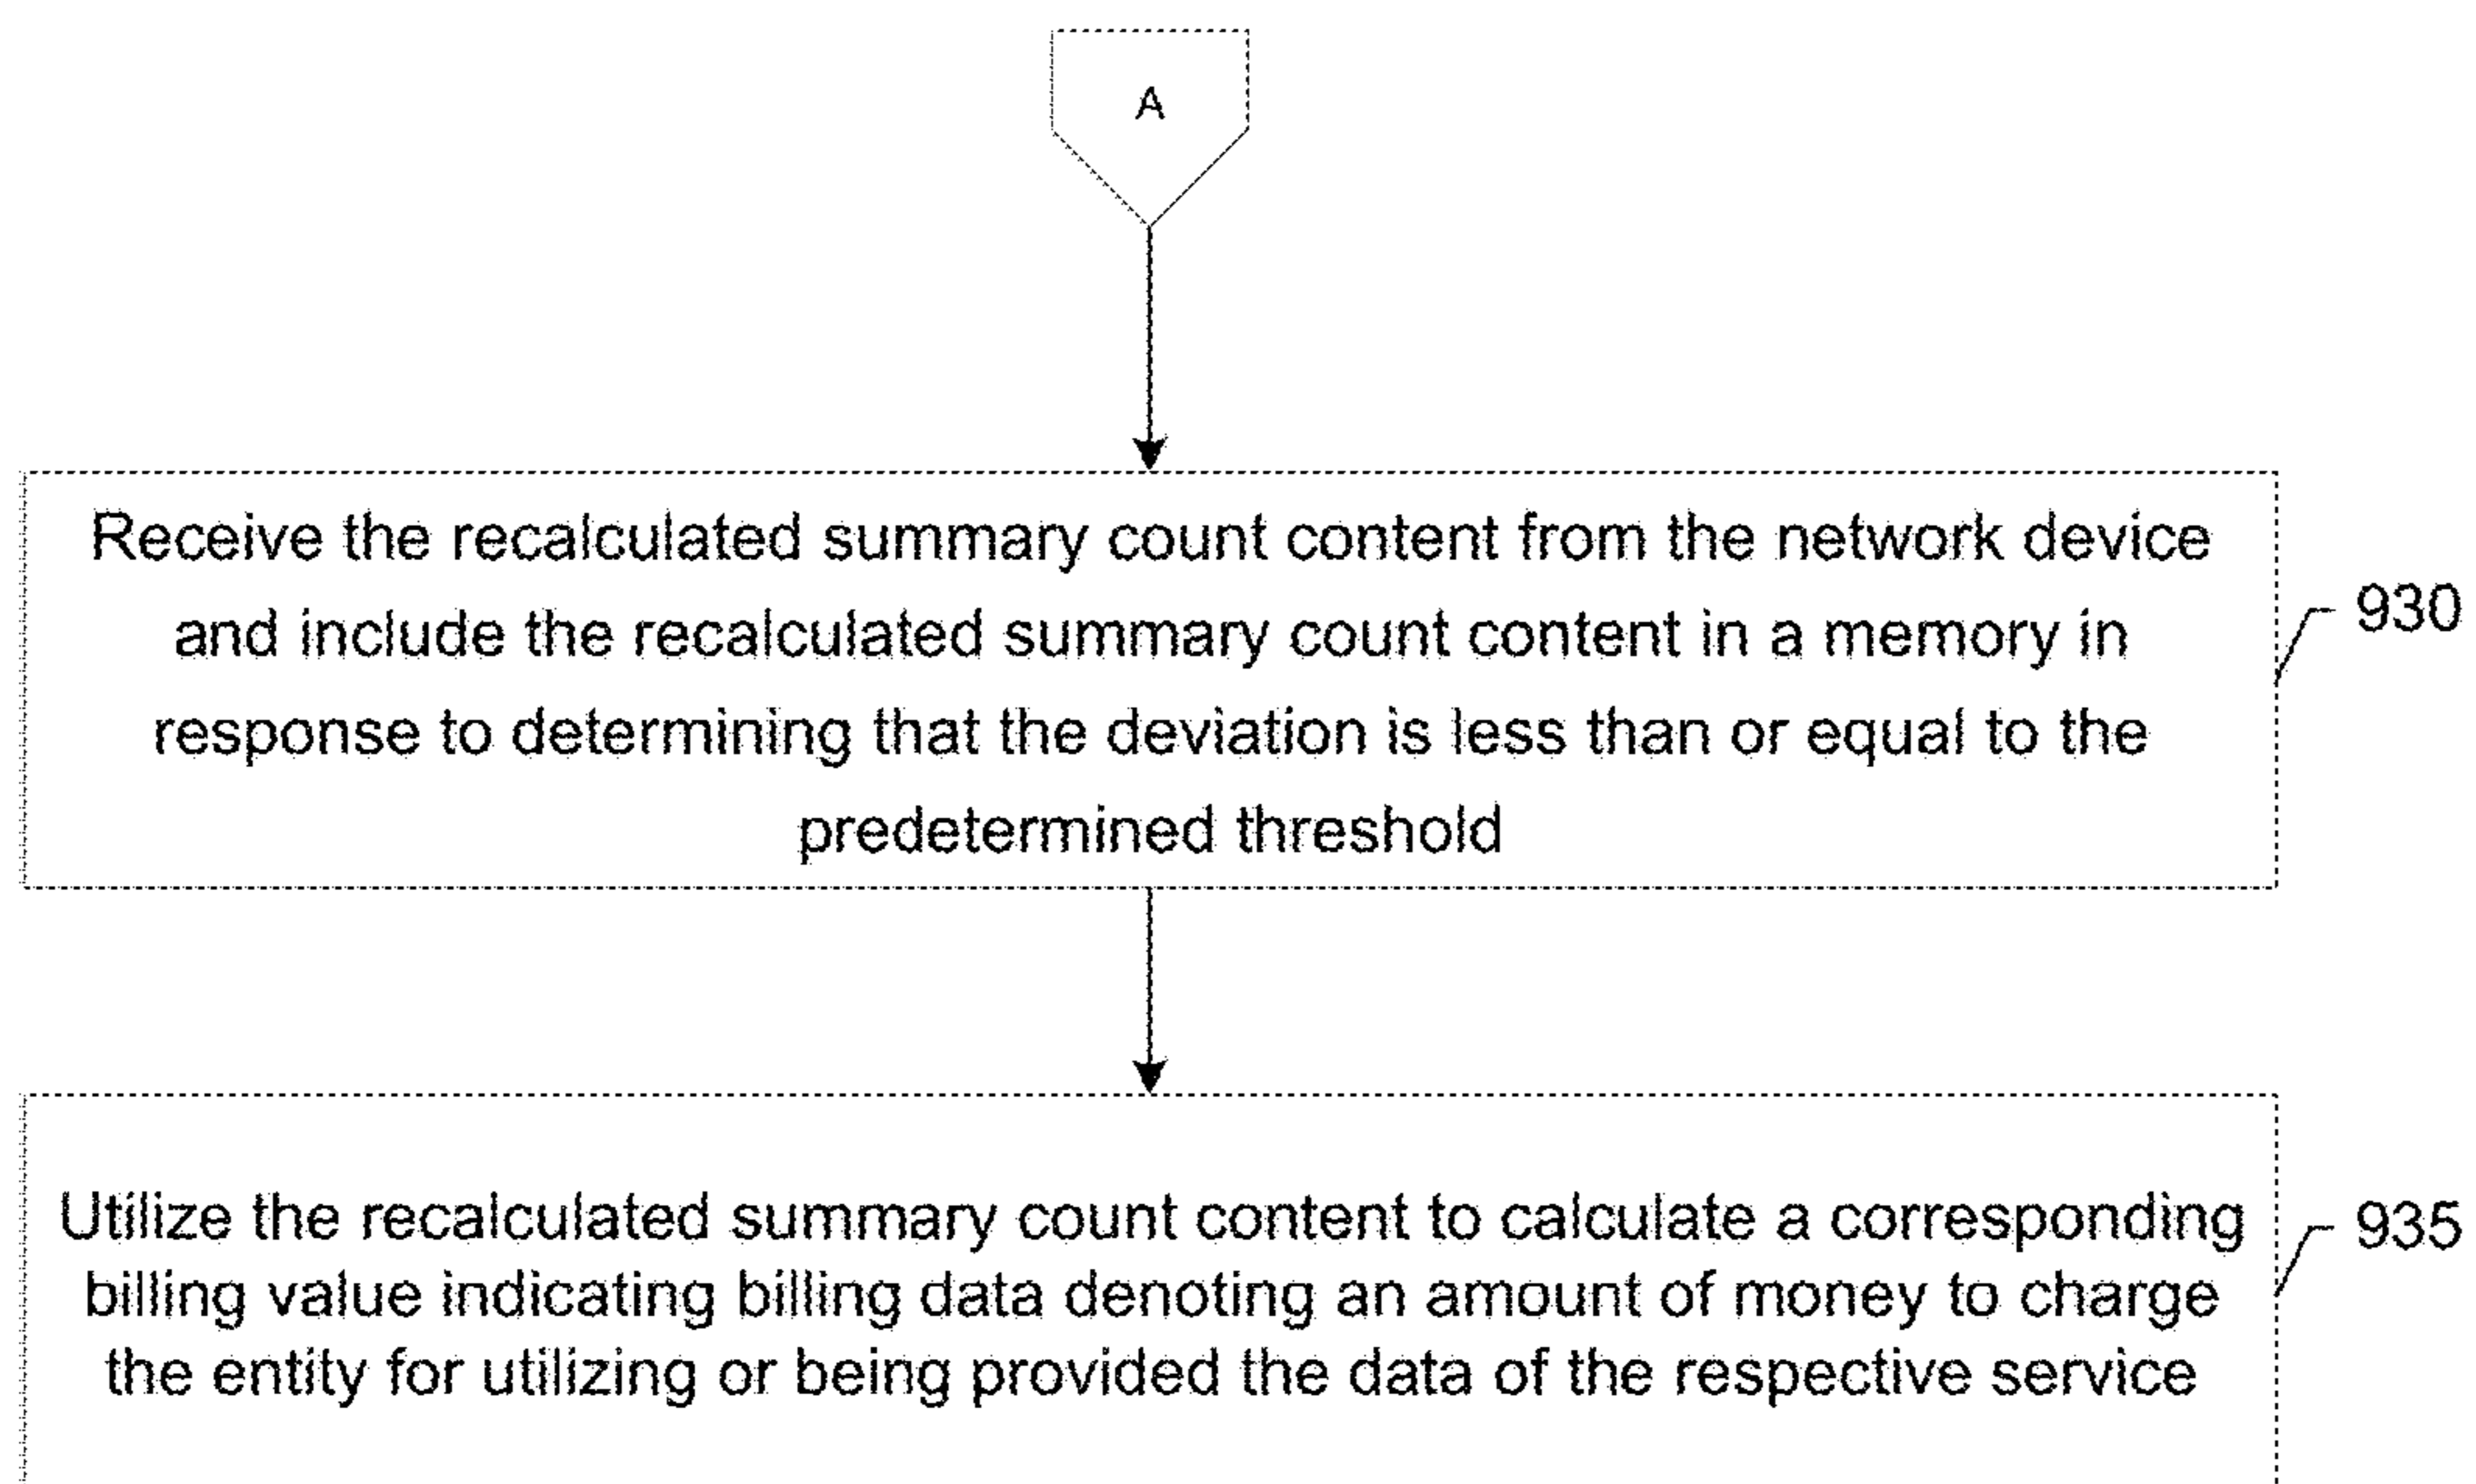 A
Receive the recalculated summary count content from the network device
and include the recalculated summary count content in a memory in
response to determining that the deviation is less than or equal to the
predetermined threshold
930
Utilize the recalculated summary count content to calculate a corresponding
billing value indicating billing data denoting an amount of money to charge
the entity for utilizing or being provided the data of the respective service
935